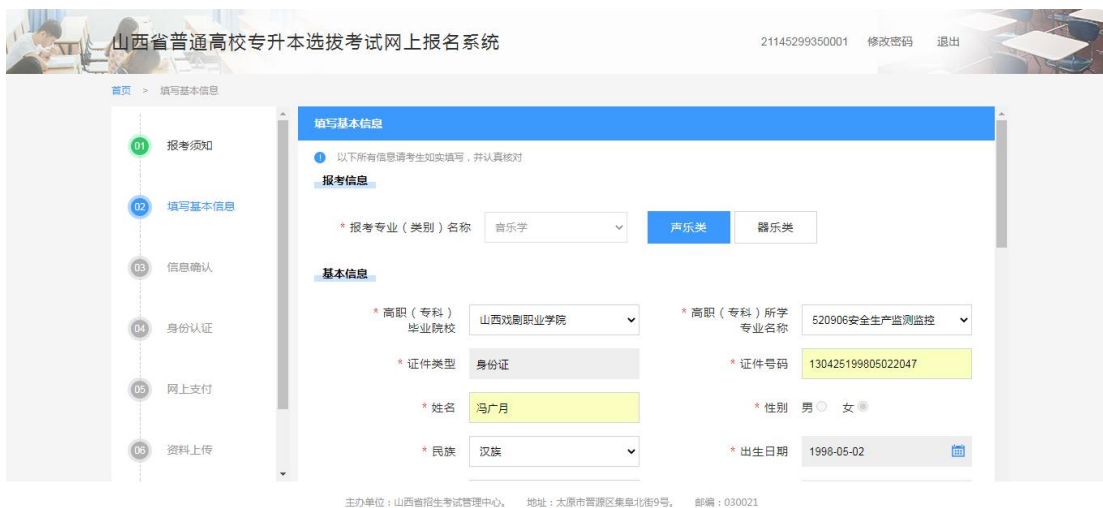 山西省普通高校专升本选拔考试网上报名系统
21145299350001 修改密码 退出
首页 > 填写基本信息
01 报考须知
02 填写基本信息
03 信息确认
04 身份认证
05 网上支付
06 资料上传
填写基本信息
以下所有信息请考生如实填写，并认真核对
报考信息
* 报考专业（类别）名称 音乐学 声乐类 器乐类
基本信息
* 高职（专科）毕业院校 山西戏剧职业学院 * 高职（专科）所学专业名称 520906安全生产监测监控
* 证件类型 身份证 * 证件号码 130425199805022047
* 姓名 冯广月 * 性别 男 女
* 民族 汉族 * 出生日期 1998-05-02
主办单位：山西省招生考试管理中心。 地址：太原市晋源区集阜北街9号。 邮编：030021